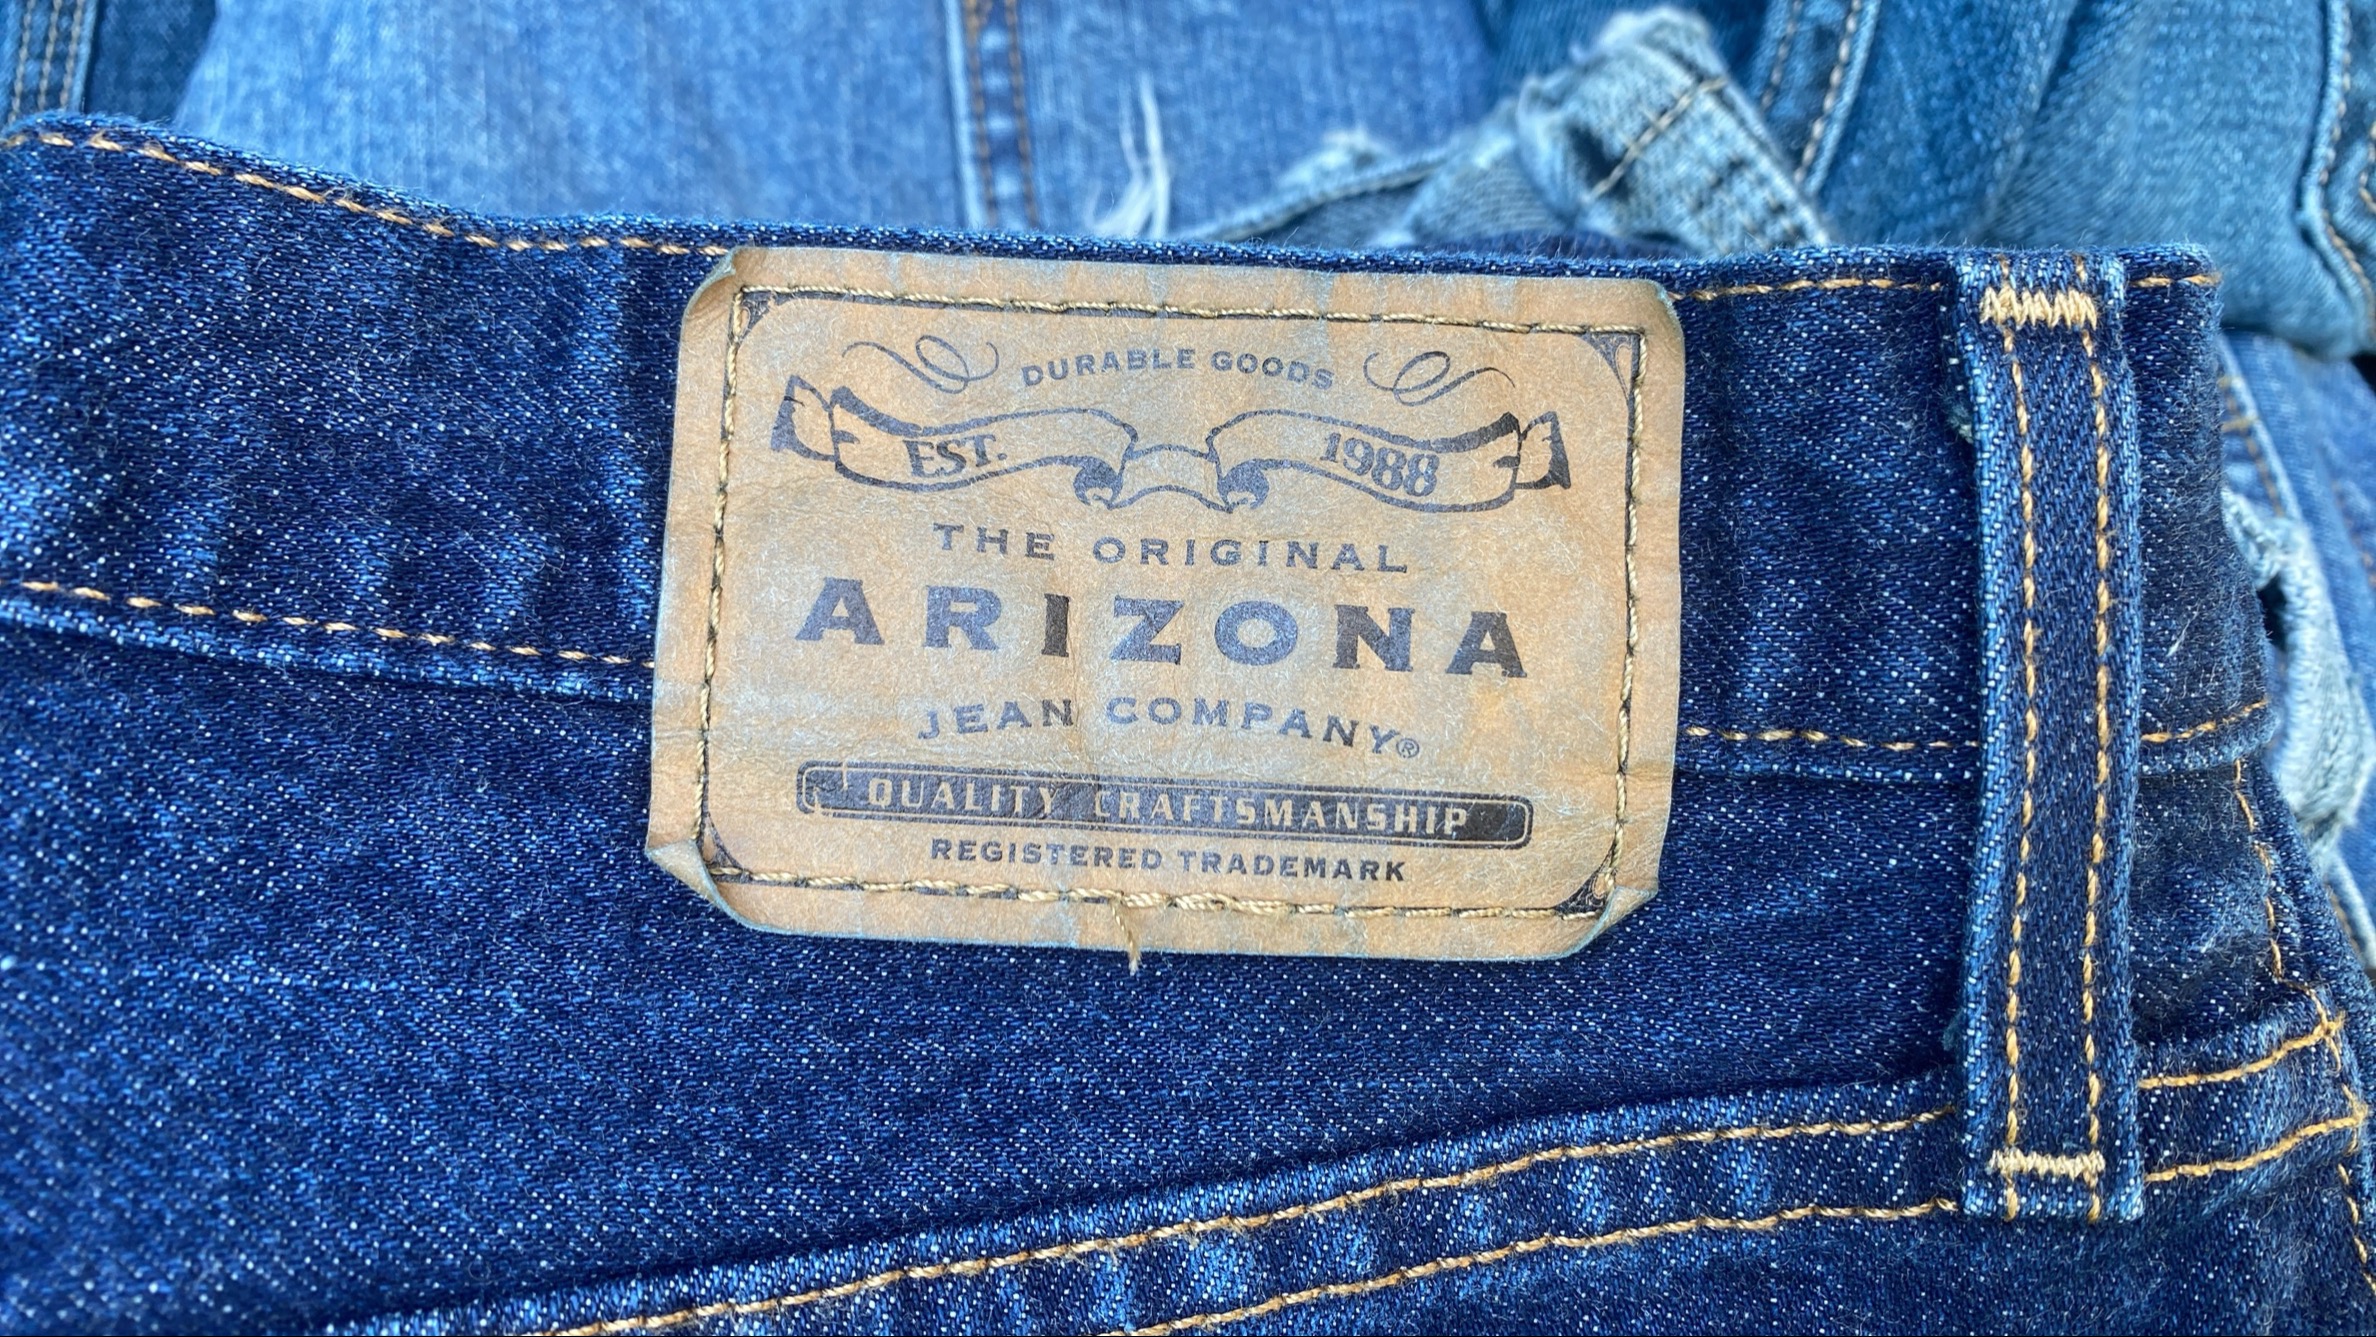 DURABLE GOODS
EST. 1988
THE ORIGINAL
ARIZONA
JEAN COMPANY®
QUALITY CRAFTSMANSHIP
REGISTERED TRADEMARK